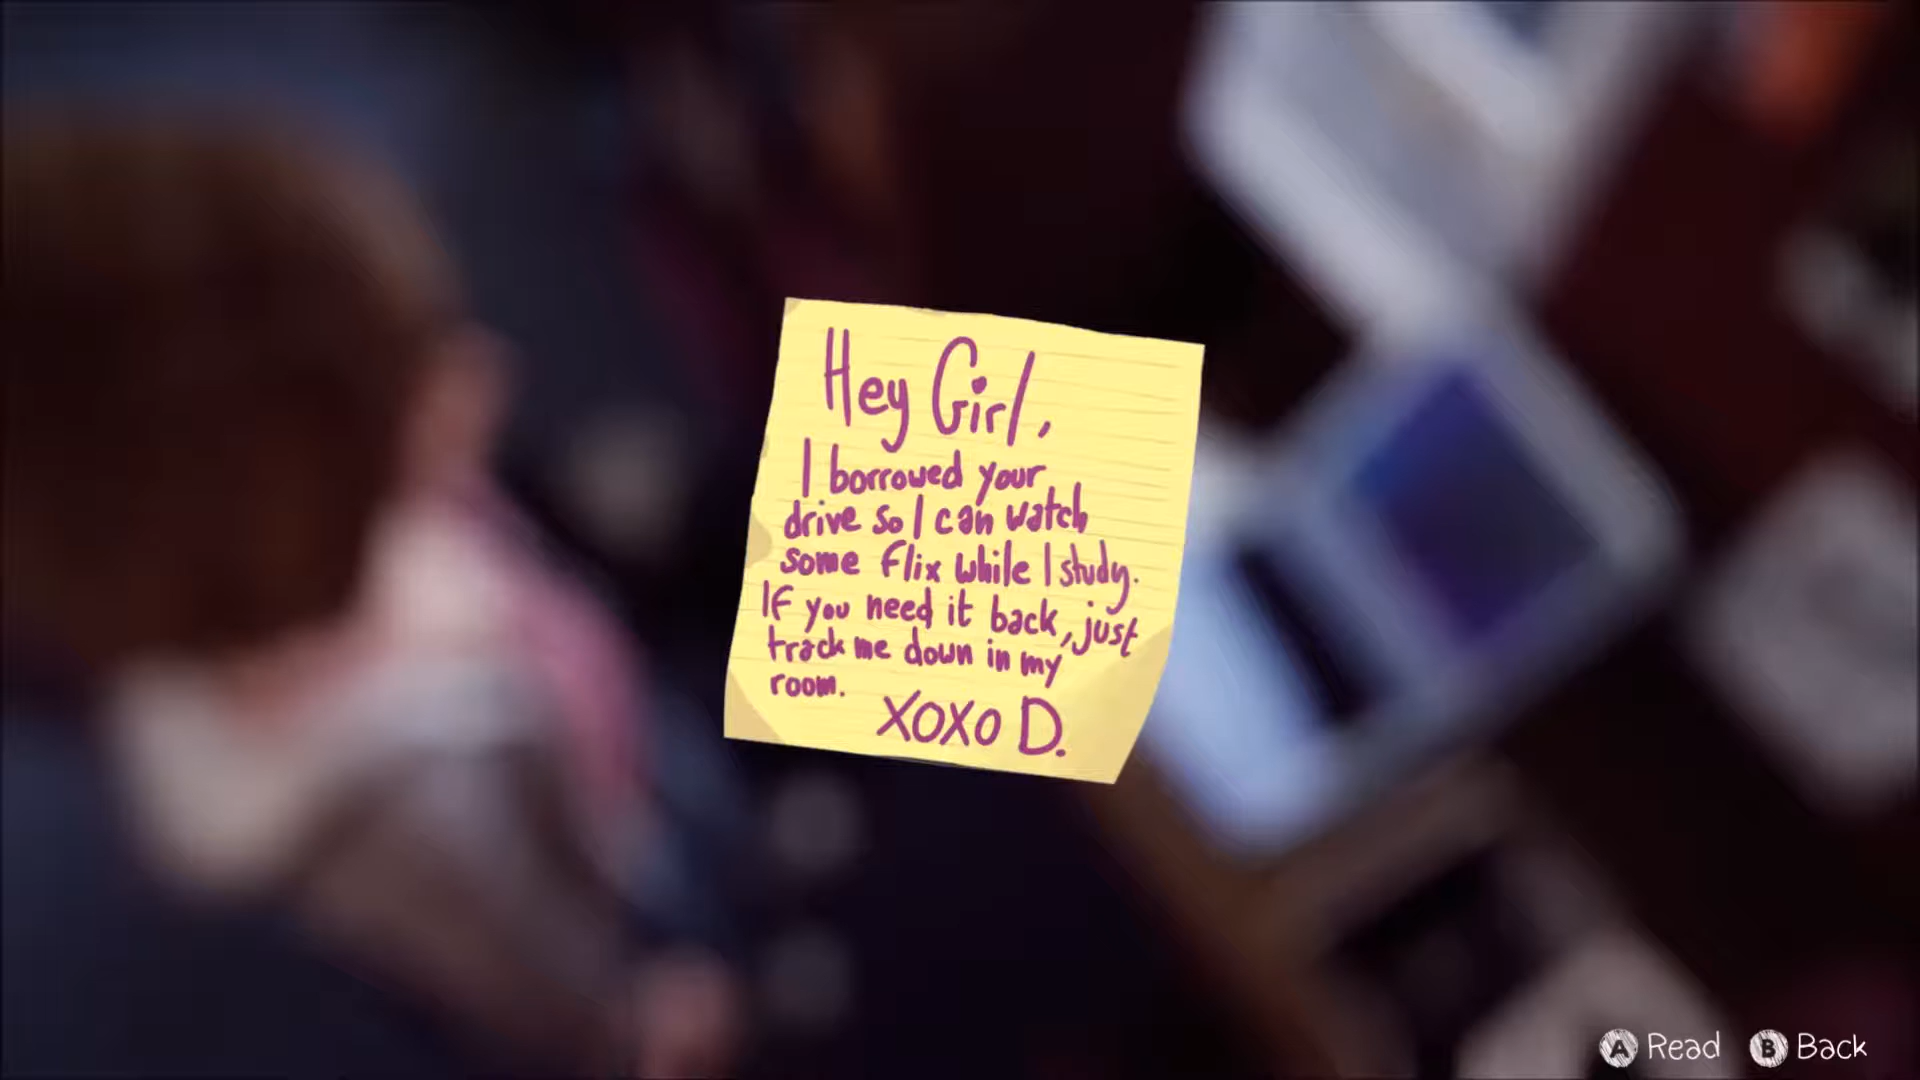 Hey Girl,
I borrowed your
drive so I can watch
some flix while I study.
If you need it back, just
track me down in my
room.
XOXO D.
A Read B Back